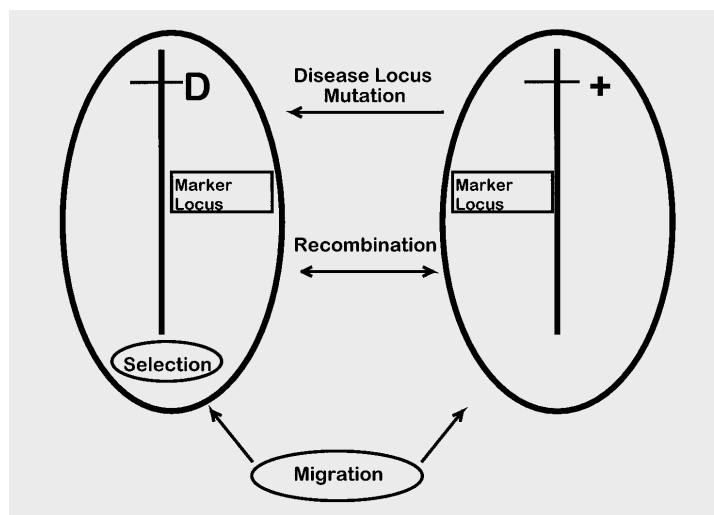 D
Disease Locus
Mutation
+
Marker
Locus
Marker
Locus
Recombination
Selection
Migration